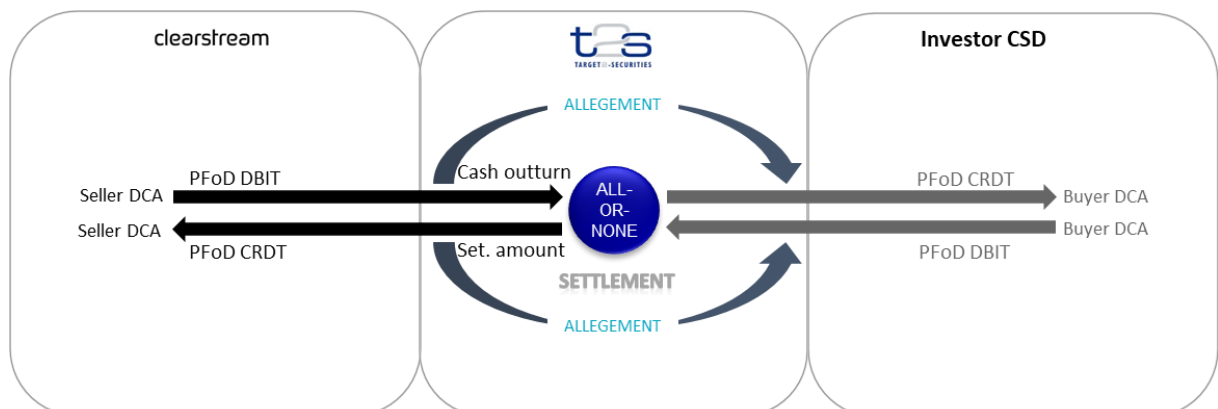 clearstream
t2s
TARGET2-SECURITIES
Investor CSD
ALLEGEMENT
PFoD DBIT
Cash outturn
PFoD CRDT
Seller DCA
ALL-
OR-
NONE
Buyer DCA
Seller DCA
Buyer DCA
PFoD CRDT
Set. amount
PFoD DBIT
SETTLEMENT
ALLEGEMENT